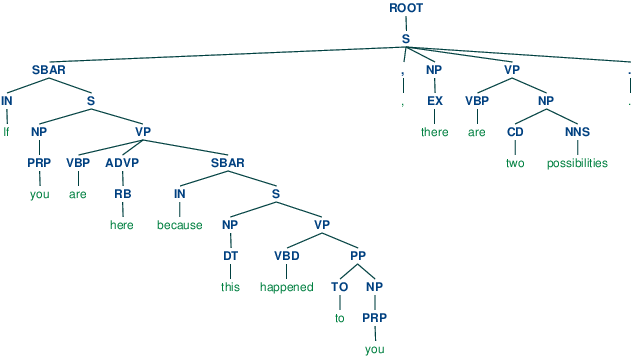 ROOT
S
SBAR , NP VP .
IN S , EX VBP NP .
If NP VP there are CD NNS
PRP VBP ADVP SBAR two possibilities
you are RB IN S
here because NP VP
DT VBD PP
this happened TO NP
to PRP
you